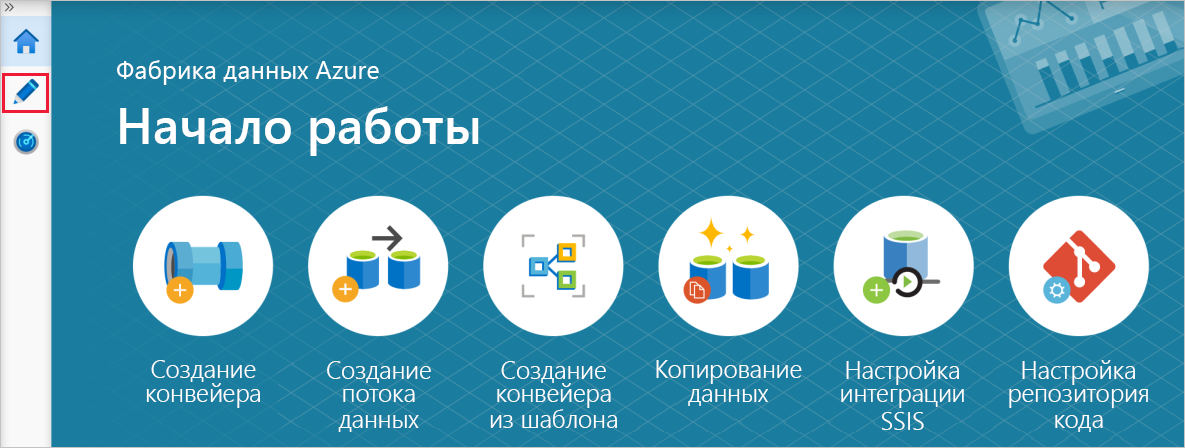 »
Фабрика данных Azure
Начало работы
Создание
конвейера
Создание
потока
данных
Создание
конвейера
из шаблона
Копирование
данных
Настройка
интеграции
SSIS
Настройка
репозитория
кода